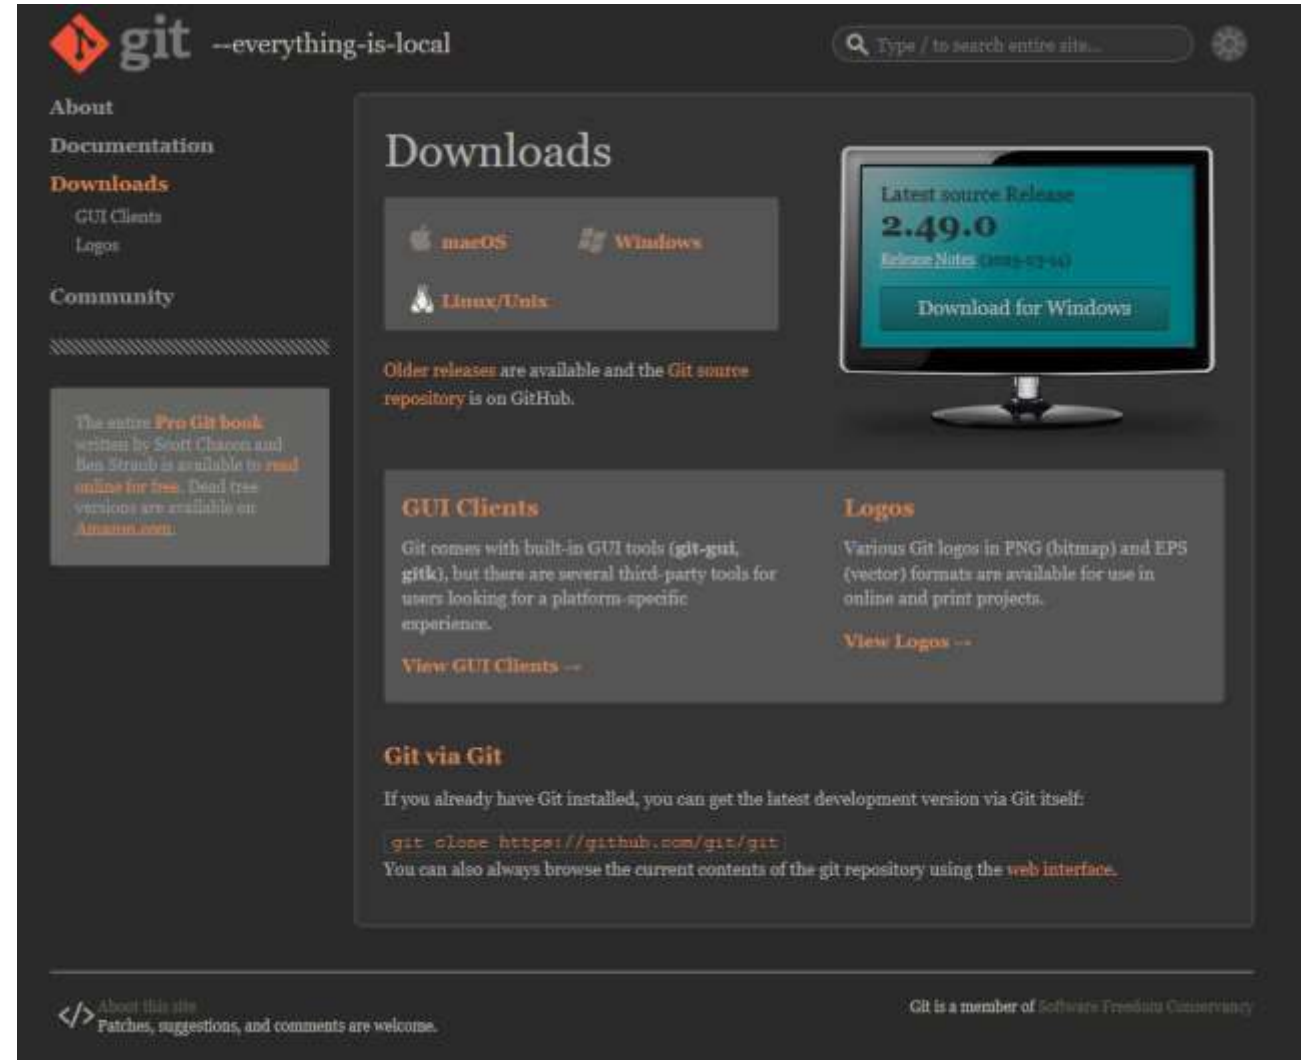 git --everything-is-local
Type / to search entire site...
About
Documentation
Downloads
GUI Clients
Logos
Community
The entire Pro Git book
written by Scott Chacon and
Ben Straub is available to read
online for free. Dead tree
versions are available on
Amazon.com.
Downloads
macOS
Windows
Linux/Unix
Older releases are available and the Git source
repository is on GitHub.
Latest source Release
2.49.0
Release Notes (2025-03-14)
Download for Windows
GUI Clients
Git comes with built-in GUI tools (git-gui,
gitk), but there are several third-party tools for
users looking for a platform-specific
experience.
View GUI Clients →
Logos
Various Git logos in PNG (bitmap) and EPS
(vector) formats are available for use in
online and print projects.
View Logos →
Git via Git
If you already have Git installed, you can get the latest development version via Git itself:
git clone https://github.com/git/git
You can also always browse the current contents of the git repository using the web interface.
</> About this site
Patches, suggestions, and comments are welcome.
Git is a member of Software Freedom Conservancy